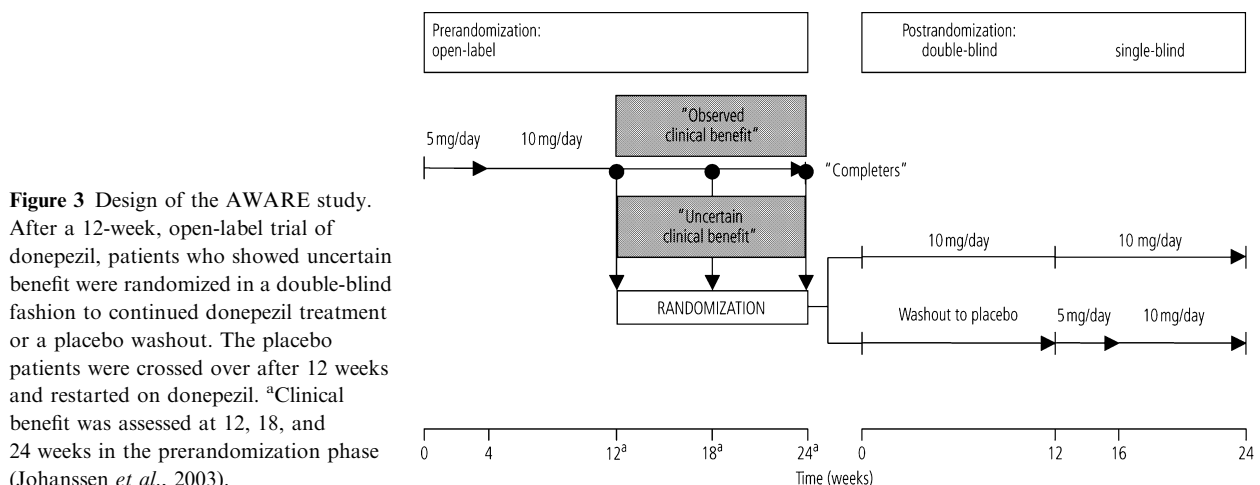 Prerandomization:
open-label
Postrandomization:
double-blind
single-blind
"Observed
clinical benefit"
5 mg/day
10 mg/day
"Completers"
"Uncertain
clinical benefit"
RANDOMIZATION
10 mg/day
10 mg/day
Washout to placebo
5 mg/day
10 mg/day
0
4
12ᵃ
18ᵃ
24ᵃ
0
12
16
24
Time (weeks)
Figure 3 Design of the AWARE study.
After a 12-week, open-label trial of
donepezil, patients who showed uncertain
benefit were randomized in a double-blind
fashion to continued donepezil treatment
or a placebo washout. The placebo
patients were crossed over after 12 weeks
and restarted on donepezil. ᵃClinical
benefit was assessed at 12, 18, and
24 weeks in the prerandomization phase
(Johanssen et al., 2003).